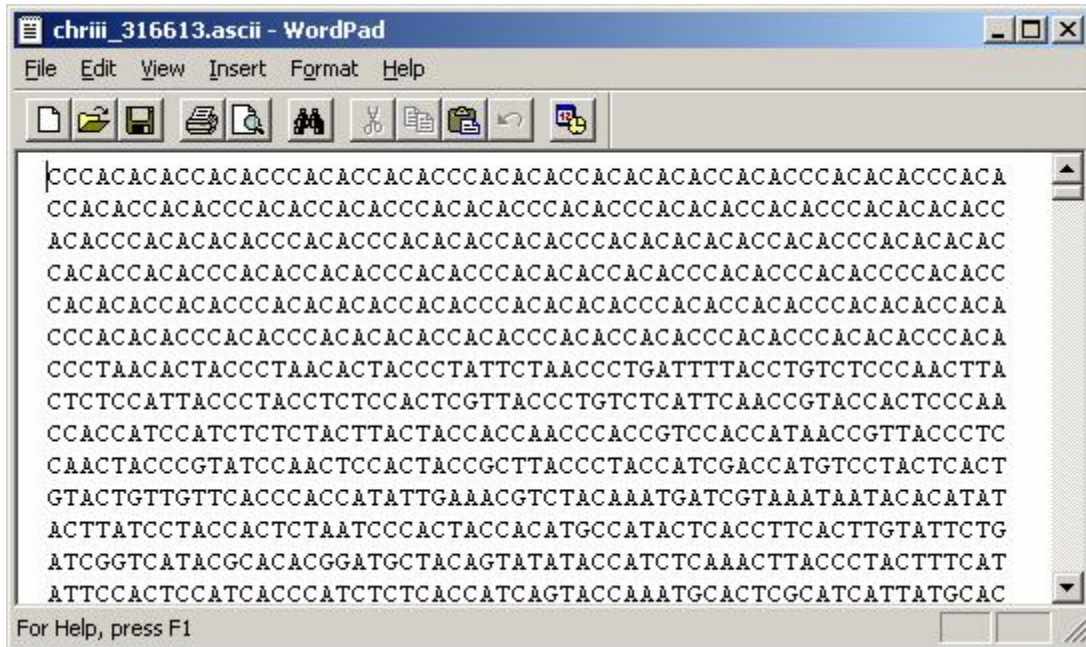 chriii_316613.ascii - WordPad
File Edit View Insert Format Help
CCCACACACCACACCCACACCACACCCACACACCACACACACCACACCCACACACCCACA
CCACACCACACCCACACCACACCCACACACCCACACCCACACACCACACCCACACACACC
ACACCCACACACACCCACACCCACACACCACACCCACACACACCACACCCACACACAC
CACACCACACCCACACCACACCCACACCCACACACCACACCCACACCCACACCCCACACC
CACACACCACACCCACACACACCACACCCACACACACCCACACCACACCCACACACCACA
CCCACACACCCACACCCACACACACCACACCCACACCACACCCACACCCACACACCCACA
CCCTAACACTACCCTAACACTACCCTATTCTAACCCTGATTTTACCTGTCTCCCAACTTA
CTCTCCATTACCCTACCTCTCCACTCGTTACCCTGTCTCATTCAACCGTACCACTCCCAA
CCACCATCCATCTCTCTACTTACTACCACCAACCCACCGTCCACCATAACCGTTACCCTC
CAACTACCCGTATCCAACTCCACTACCGCTTACCCTACCATCGACCATGTCCTACTCACT
GTACTGTTGTTCACCCACCATATTGAAACGTCTACAAATGATCGTAAATAATACACATAT
ACTTATCCTACCACTCTAATCCCACTACCACATGCCATACTCACCTTCACTTGTATTCTG
ATCGGTCATACGCACACGGATGCTACAGTATATACCATCTCAAACTTACCCTACTTTCAT
ATTCCACTCCATCACCCATCTCTCACCATCAGTACCAAATGCACTCGCATCATTATGCAC
For Help, press F1